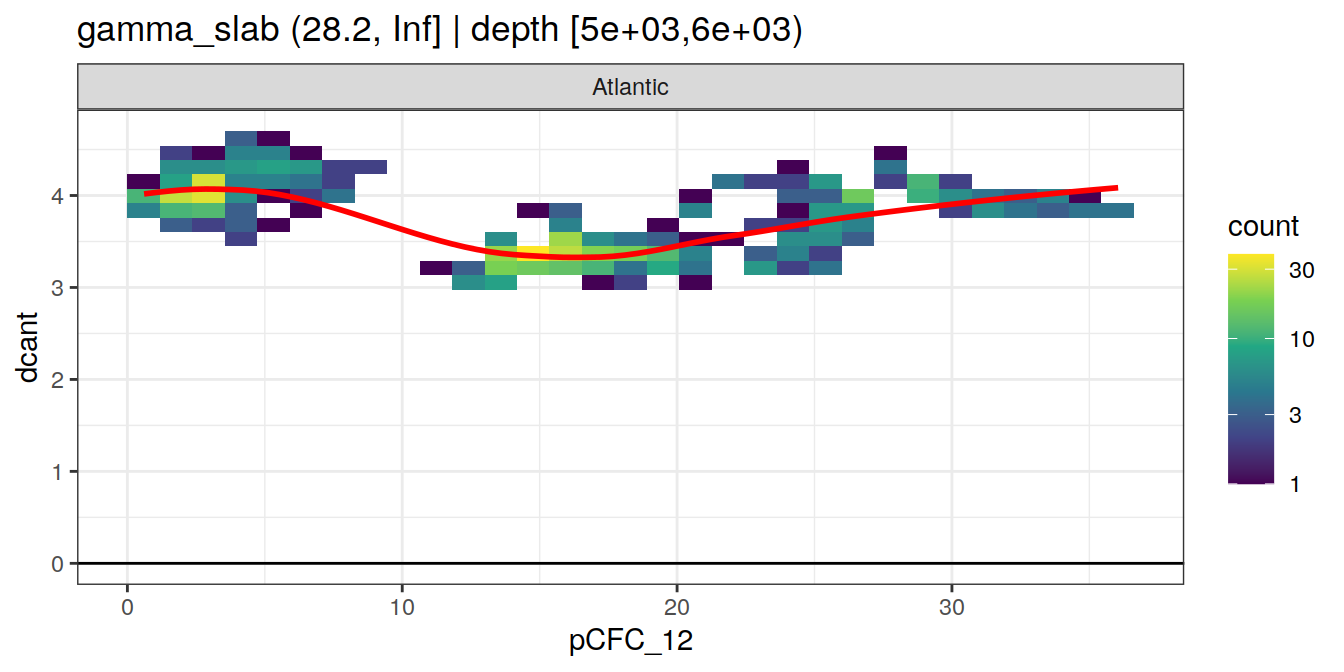 gamma_slab (28.2, Inf] | depth [5e+03,6e+03)
Atlantic
4
3
2
1
0
dcant
0 10 20 30
pCFC_12
count
30
10
3
1